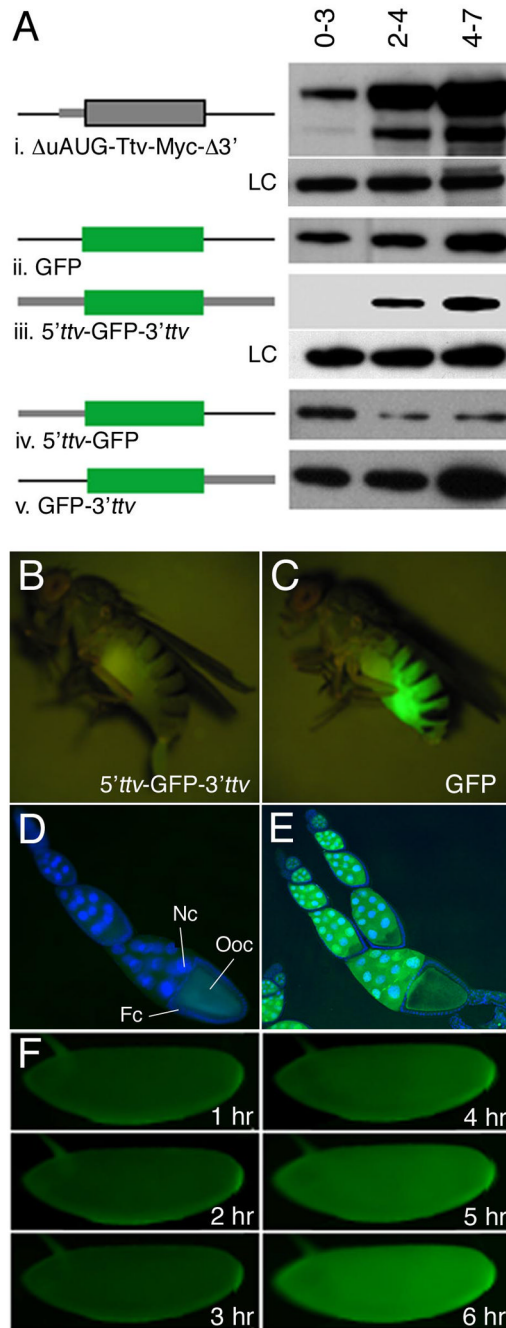 A
0-3 2-4 4-7
i. ΔuAUG-Ttv-Myc-Δ3'
LC
ii. GFP
iii. 5'ttv-GFP-3'ttv
LC
iv. 5'ttv-GFP
v. GFP-3'ttv
B C
5'ttv-GFP-3'ttv GFP
D E
Nc
Ooc
Fc
F
1 hr 4 hr
2 hr 5 hr
3 hr 6 hr